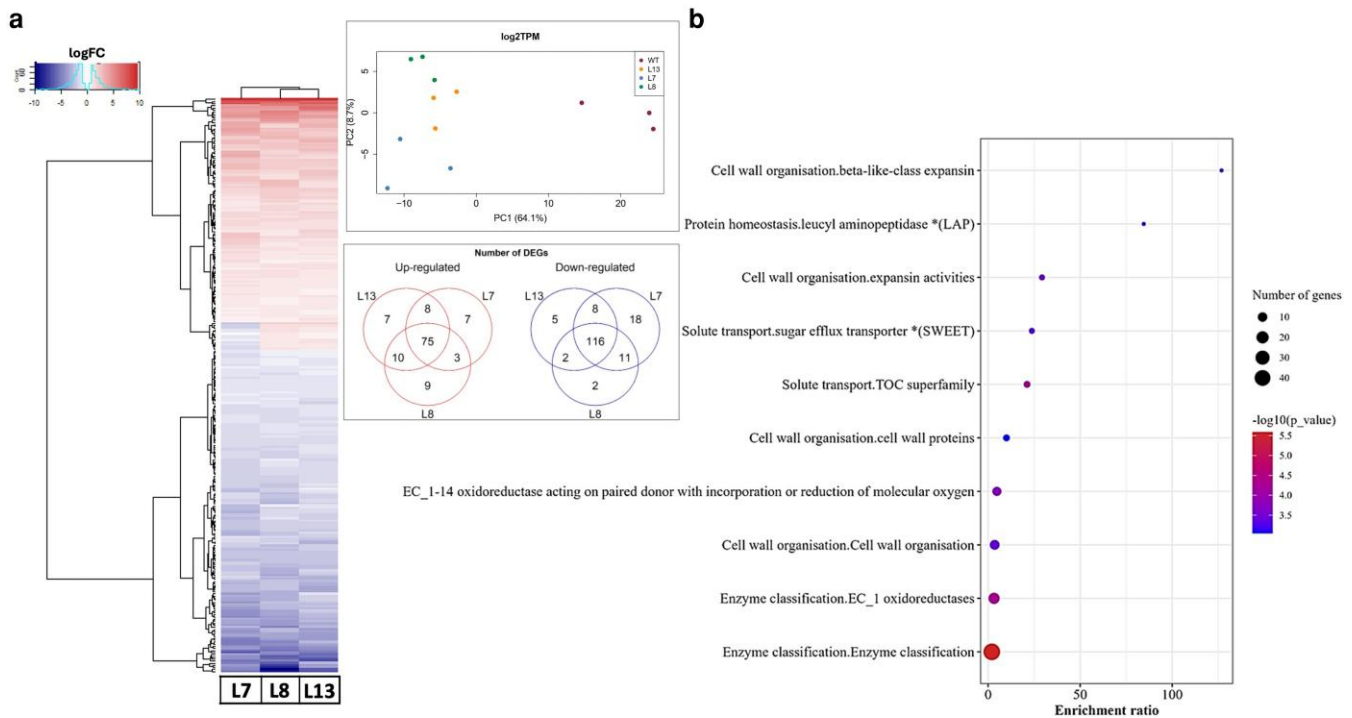 a
logFC
Count
0 60
-10 -5 0 5 10
L7 L8 L13
log2TPM
PC2 (8.7%)
5
0
−5
−10 0 10 20
PC1 (64.1%)
WT
L13
L7
L8
Number of DEGs
Up-regulated
L13
L7
7 8 7
75
10 3
9
L8
Down-regulated
L13
L7
5 8 18
116
2 11
2
L8
b
Cell wall organisation.beta-like-class expansin
Protein homeostasis.leucyl aminopeptidase *(LAP)
Cell wall organisation.expansin activities
Solute transport.sugar efflux transporter *(SWEET)
Solute transport.TOC superfamily
Cell wall organisation.cell wall proteins
EC_1-14 oxidoreductase acting on paired donor with incorporation or reduction of molecular oxygen
Cell wall organisation.Cell wall organisation
Enzyme classification.EC_1 oxidoreductases
Enzyme classification.Enzyme classification
0 50 100
Enrichment ratio
Number of genes
10
20
30
40
-log10(p_value)
5.5
5.0
4.5
4.0
3.5